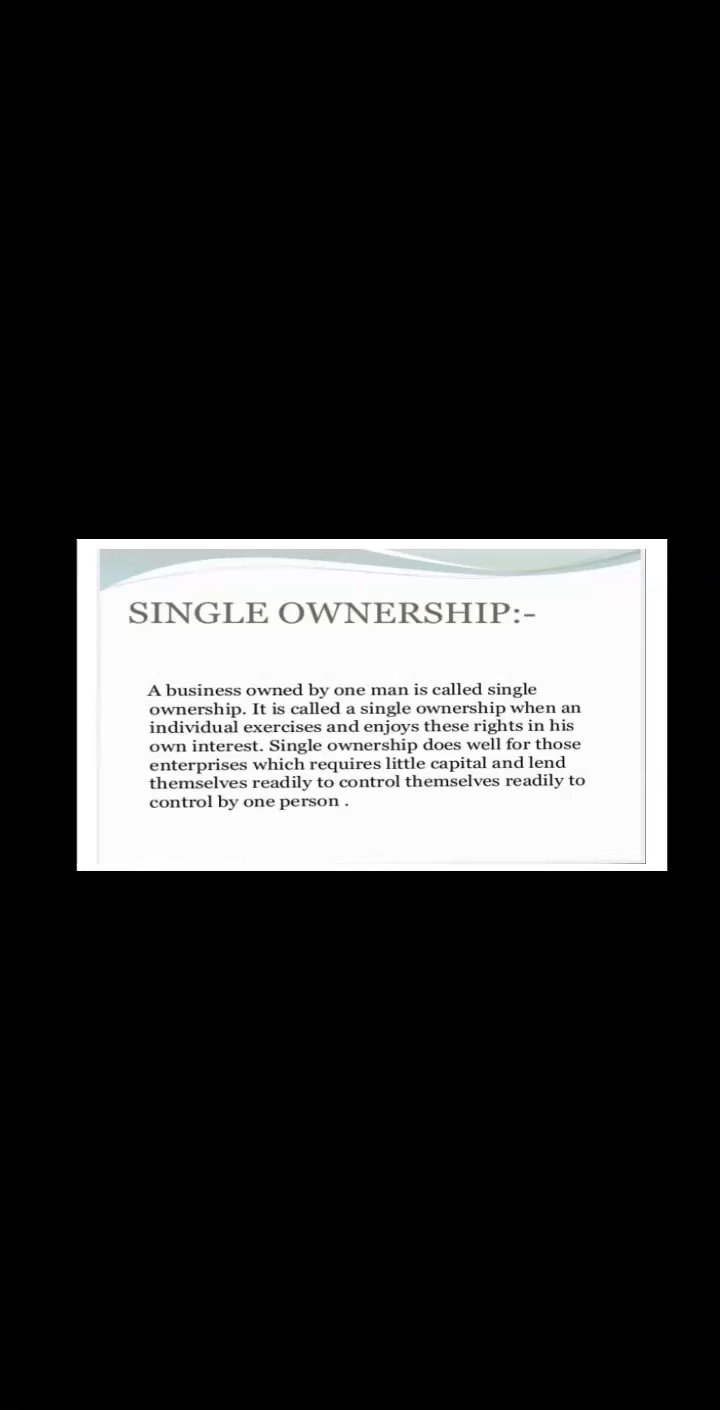 SINGLE OWNERSHIP:-
A business owned by one man is called single
ownership. It is called a single ownership when an
individual exercises and enjoys these rights in his
own interest. Single ownership does well for those
enterprises which requires little capital and lend
themselves readily to control themselves readily to
control by one person .